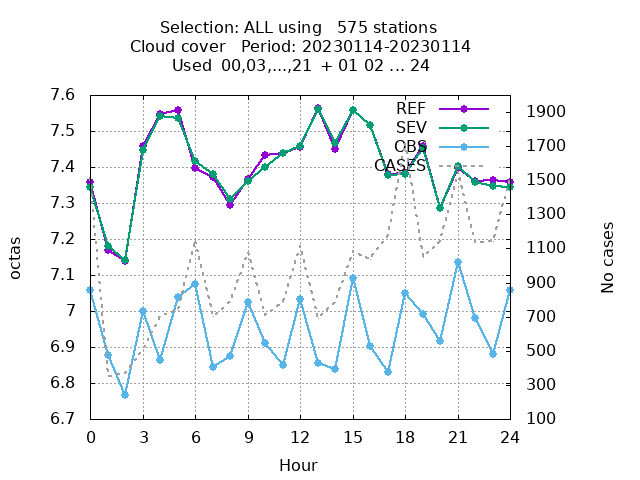 Selection: ALL using   575 stations
Cloud cover   Period: 20230114-20230114
Used  00,03,...,21  + 01 02 ... 24
REF
SEV
OBS
CASES
octas
No cases
7.6
7.5
7.4
7.3
7.2
7.1
7
6.9
6.8
6.7
1900
1700
1500
1300
1100
900
700
500
300
100
0 3 6 9 12 15 18 21 24
Hour